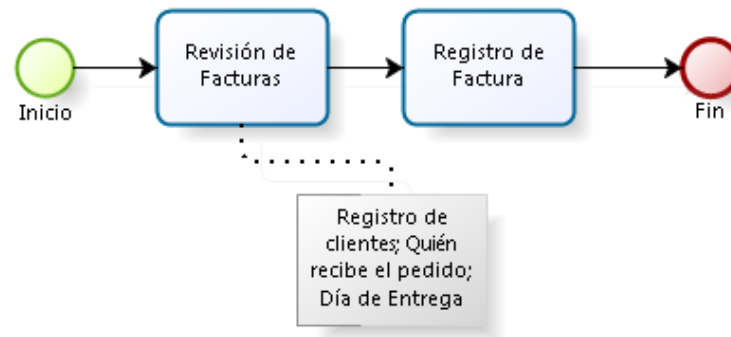 Revisión de
Facturas
Registro de
Factura
Inicio
Fin
Registro de
clientes; Quién
recibe el pedido;
Día de Entrega